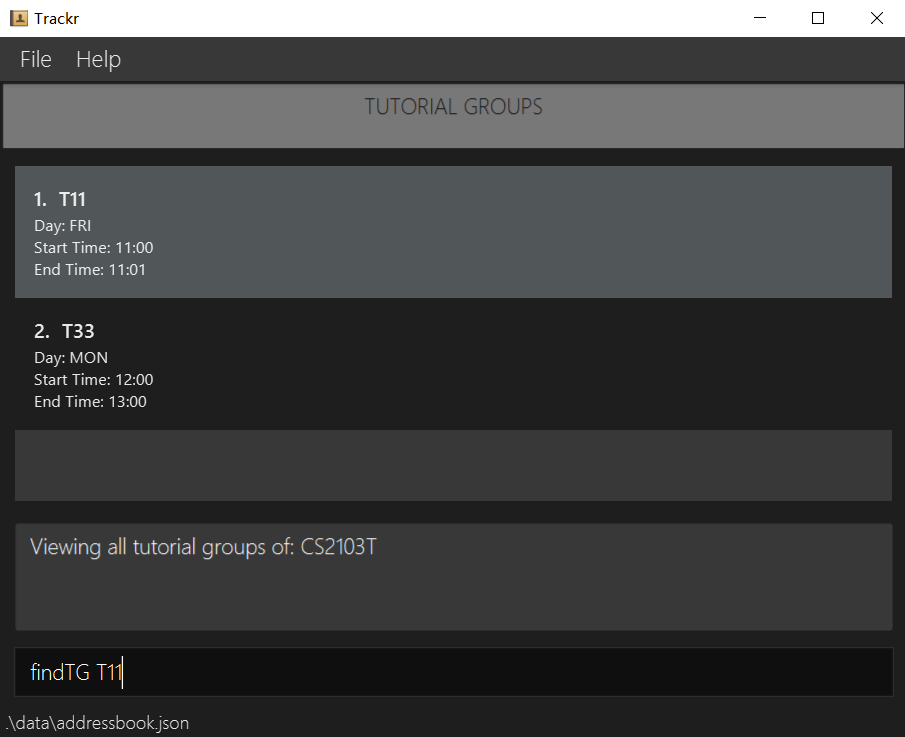 Trackr
File Help
TUTORIAL GROUPS
1. T11
Day: FRI
Start Time: 11:00
End Time: 11:01
2. T33
Day: MON
Start Time: 12:00
End Time: 13:00
Viewing all tutorial groups of: CS2103T
findTG T11
.\data\addressbook.json